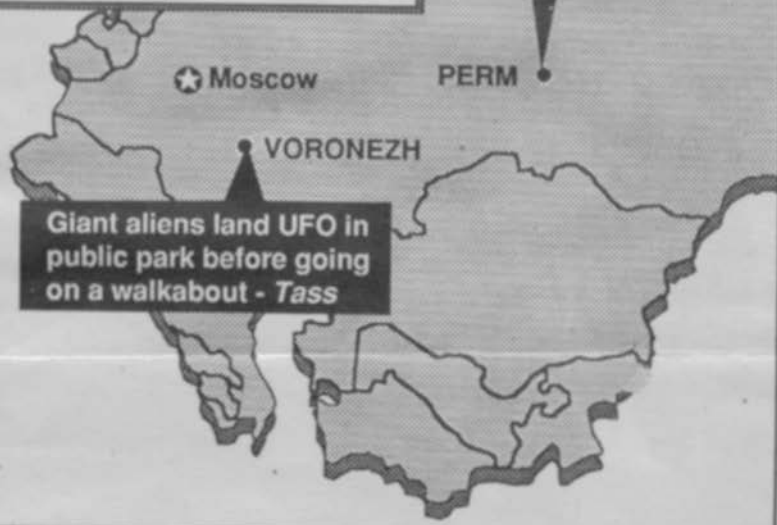 Moscow
PERM
VORONEZH
Giant aliens land UFO in
public park before going
on a walkabout - Tass